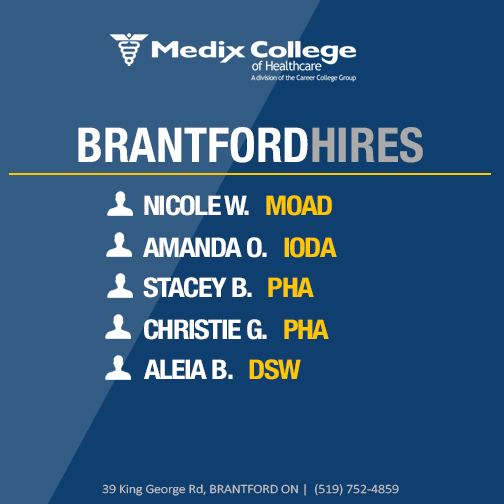 Medix College
of Healthcare
A division of the Career College Group
BRANTFORDHIRES
NICOLE W. MOAD
AMANDA O. IODA
STACEY B. PHA
CHRISTIE G. PHA
ALEIA B. DSW
39 King George Rd, BRANTFORD ON | (519) 752-4859